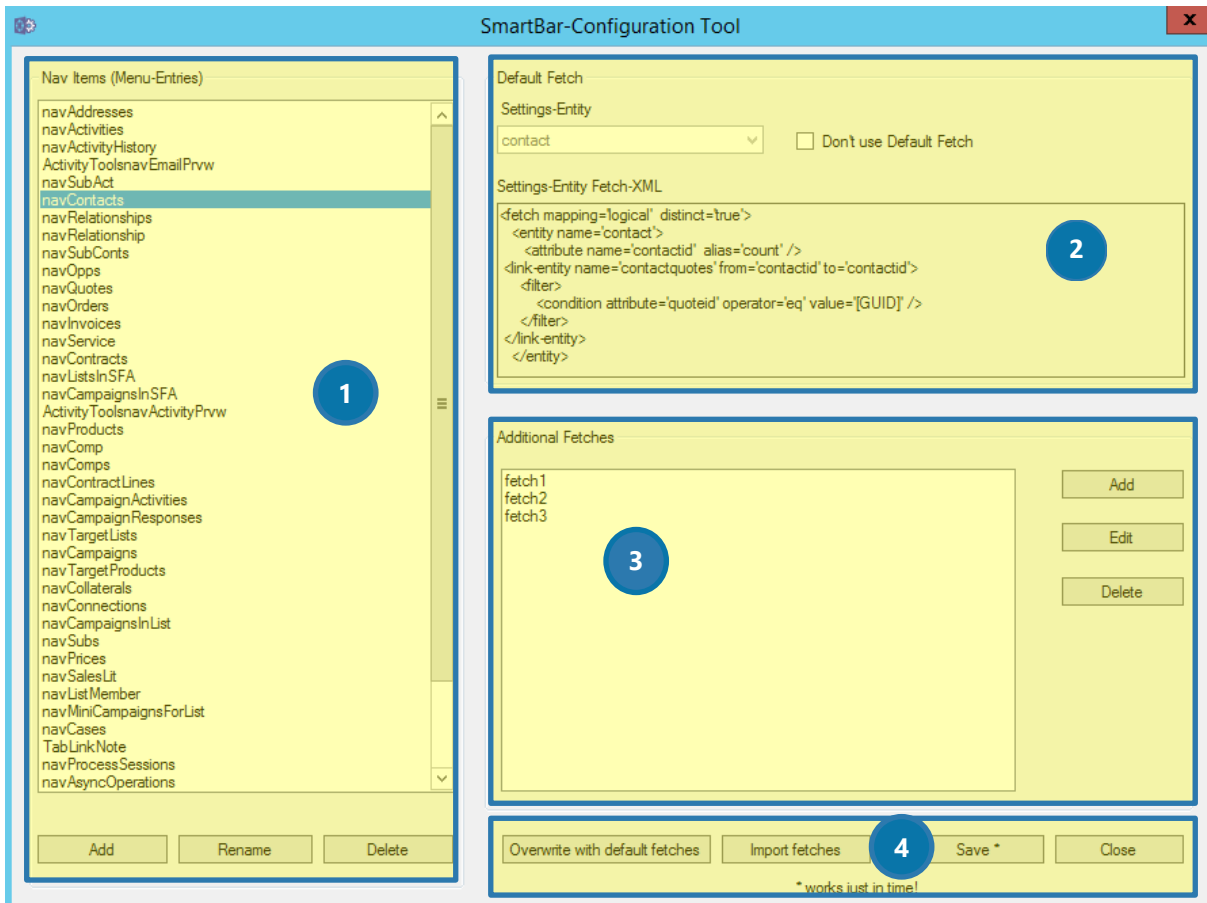 SmartBar-Configuration Tool
x
Nav Items (Menu-Entries)
navAddresses
navActivities
navActivityHistory
ActivityToolsnavEmailPrvw
navSubAct
navContacts
navRelationships
navRelationship
navSubConts
navOpps
navQuotes
navOrders
navInvoices
navService
navContracts
navListsInSFA
navCampaignsInSFA
ActivityToolsnavActivityPrvw
navProducts
navComp
navComps
navContractLines
navCampaignActivities
navCampaignResponses
navTargetLists
navCampaigns
navTargetProducts
navCollaterals
navConnections
navCampaignsInList
navSubs
navPrices
navSalesLit
navListMember
navMiniCampaignsForList
navCases
TabLinkNote
navProcessSessions
navAsyncOperations
1
Add Rename Delete
Default Fetch
Settings-Entity
contact Don't use Default Fetch
Settings-Entity Fetch-XML
<fetch mapping='logical' distinct='true'>
<entity name='contact'>
<attribute name='contactid' alias='count' />
<link-entity name='contactquotes' from='contactid' to='contactid'>
<filter>
<condition attribute='quoteid' operator='eq' value='[GUID]' />
</filter>
</link-entity>
</entity>
2
Additional Fetches
fetch1
fetch2
fetch3
3
Add
Edit
Delete
Overwrite with default fetches Import fetches 4 Save * Close
* works just in time!